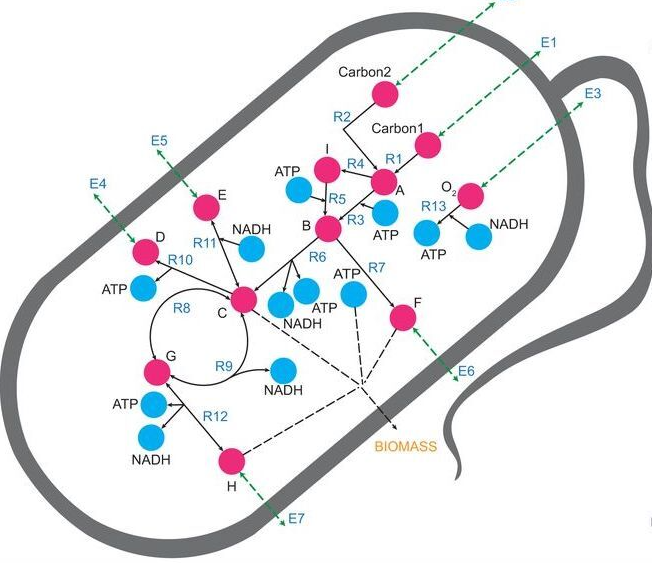 Carbon2
E1
E3
R2
Carbon1
I
R4
R1
A
O2
R13
NADH
ATP
ATP
R5
R3
ATP
B
E5
E4
E
NADH
R11
D
R10
ATP
R6
R7
ATP
ATP
NADH
C
F
R8
G
R9
NADH
E6
ATP
R12
NADH
BIOMASS
H
E7